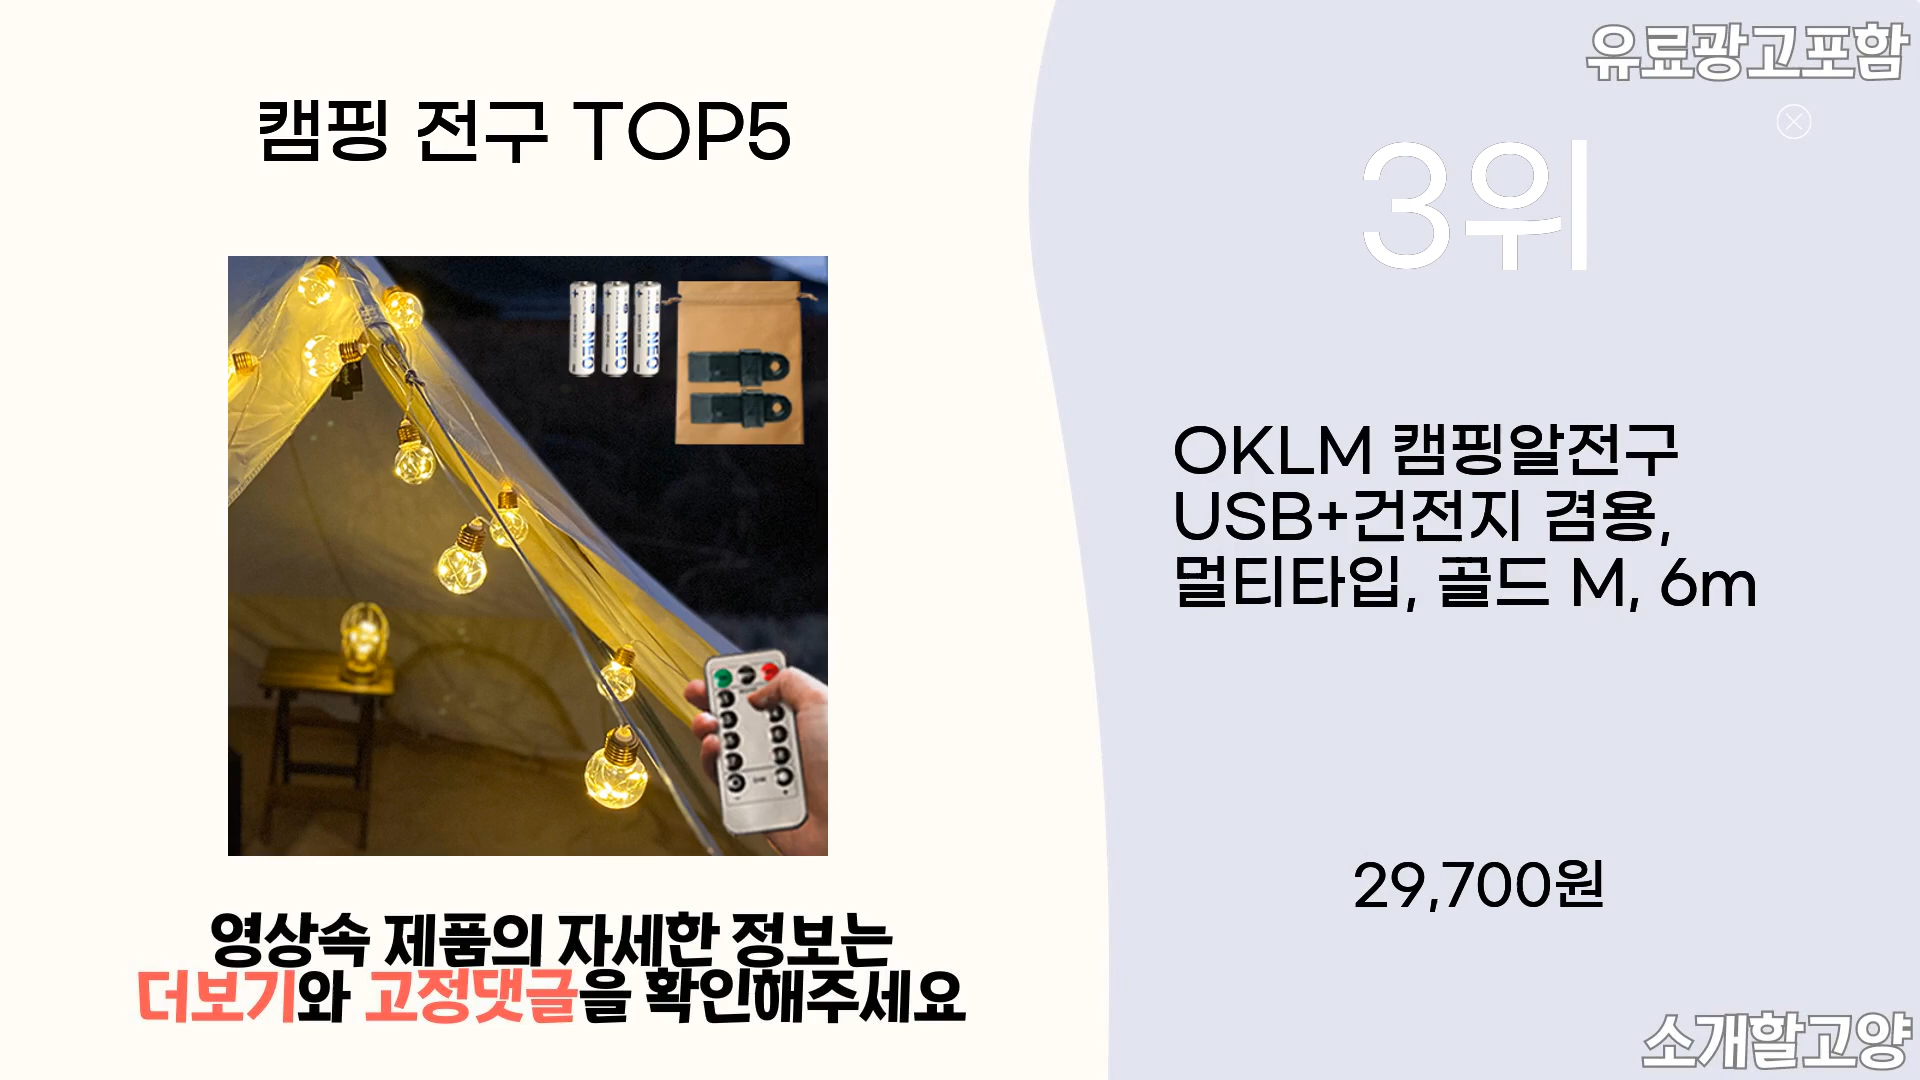 유료광고포함
캠핑 전구 TOP5
3위
NEO
NEO
NEO
OKLM 캠핑알전구
USB+건전지 겸용,
멀티타입, 골드 M, 6m
29,700원
영상속 제품의 자세한 정보는
더보기와 고정댓글을 확인해주세요
소개할고양